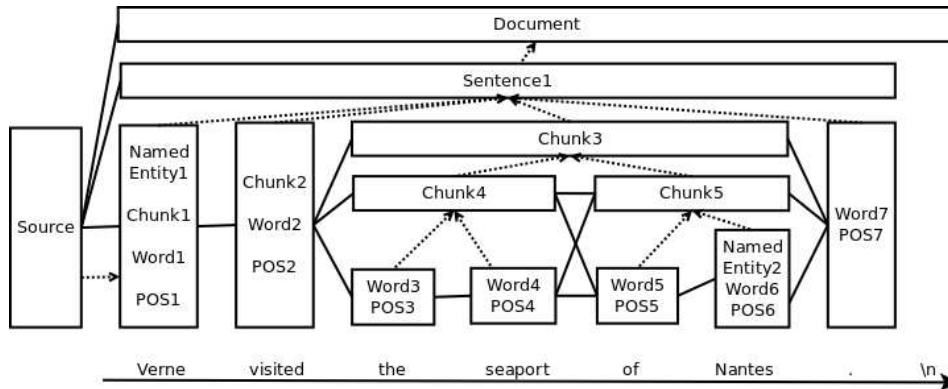 Document
Sentence1
Source
Named
Entity1
Chunk1
Word1
POS1
Chunk2
Word2
POS2
Chunk3
Chunk4
Chunk5
Word3
POS3
Word4
POS4
Word5
POS5
Named
Entity2
Word6
POS6
Word7
POS7
Verne visited the seaport of Nantes . \n